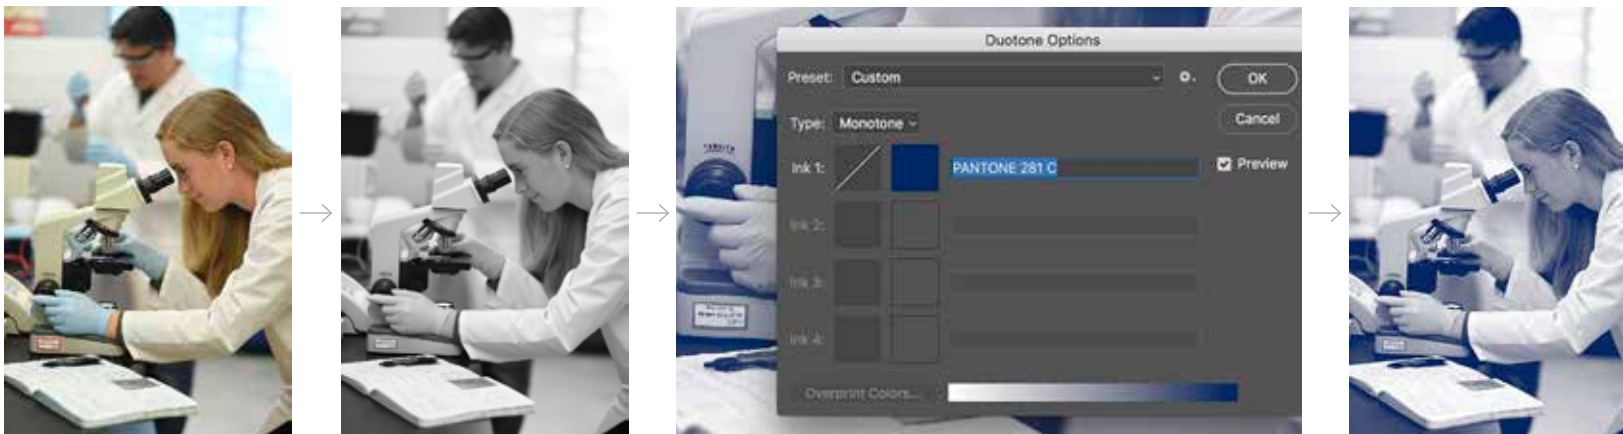 Duotone Options
Preset: Custom
OK
Type: Monotone
Cancel
Ink 1: PANTONE 281 C
Preview
Ink 2:
Ink 3:
Ink 4:
Overprint Colors...